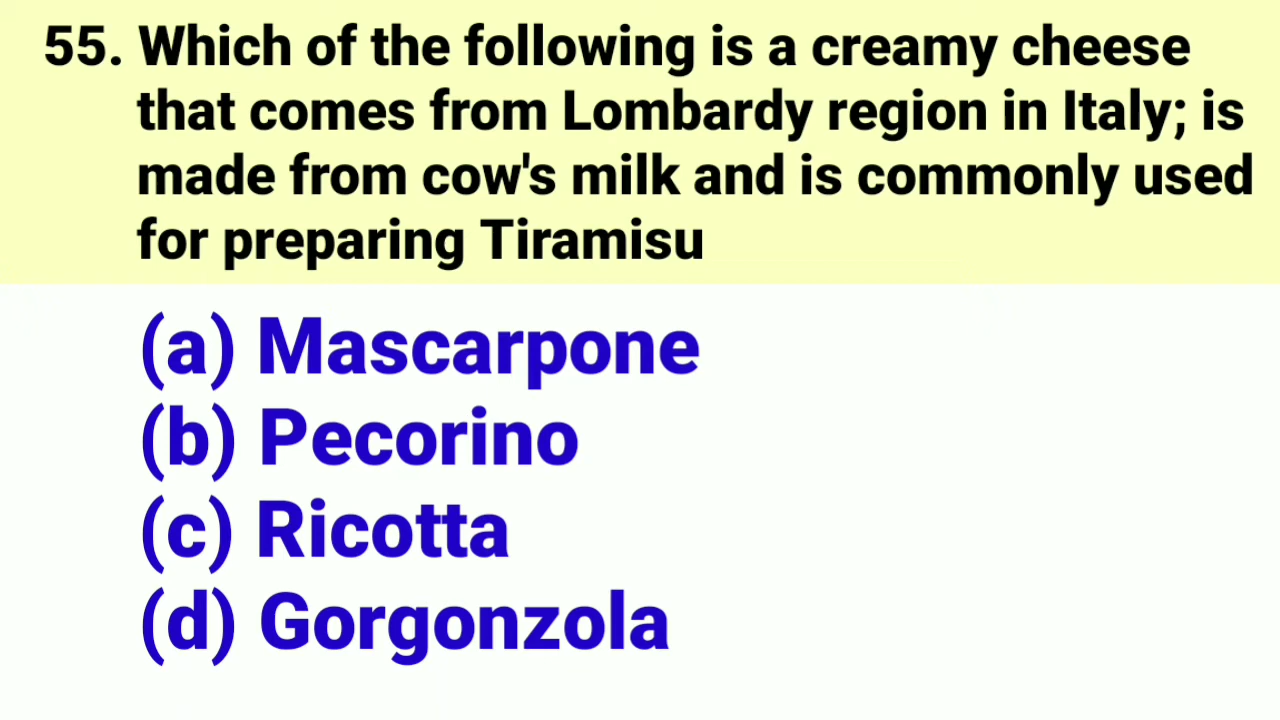 55. Which of the following is a creamy cheese
that comes from Lombardy region in Italy; is
made from cow's milk and is commonly used
for preparing Tiramisu
(a) Mascarpone
(b) Pecorino
(c) Ricotta
(d) Gorgonzola